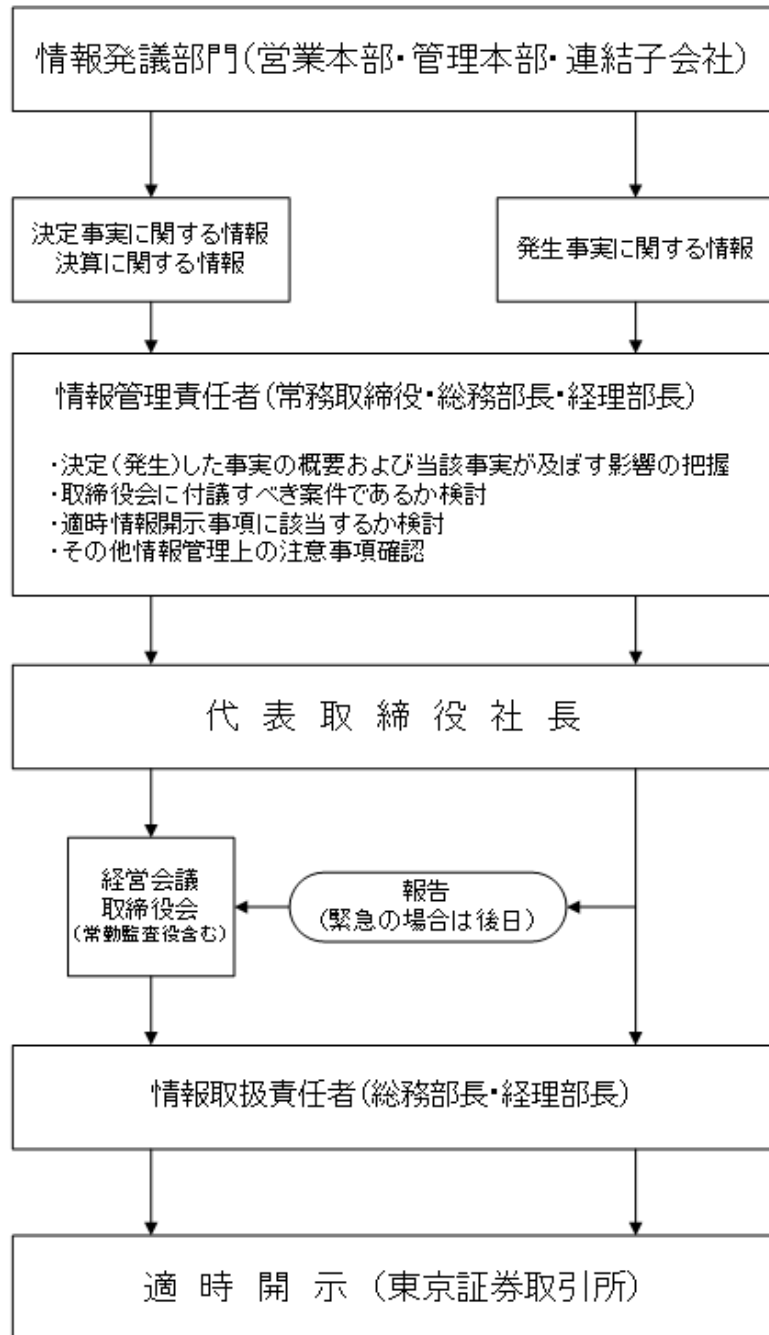 情報発議部門(営業本部・管理本部・連結子会社)
決定事実に関する情報
決算に関する情報
発生事実に関する情報
情報管理責任者(常務取締役・総務部長・経理部長)
・決定(発生)した事実の概要および当該事実が及ぼす影響の把握
・取締役会に付議すべき案件であるか検討
・適時情報開示事項に該当するか検討
・その他情報管理上の注意事項確認
代表取締役社長
経営会議
取締役会
(常勤監査役含む)
報告
(緊急の場合は後日)
情報取扱責任者(総務部長・経理部長)
適時開示(東京証券取引所)